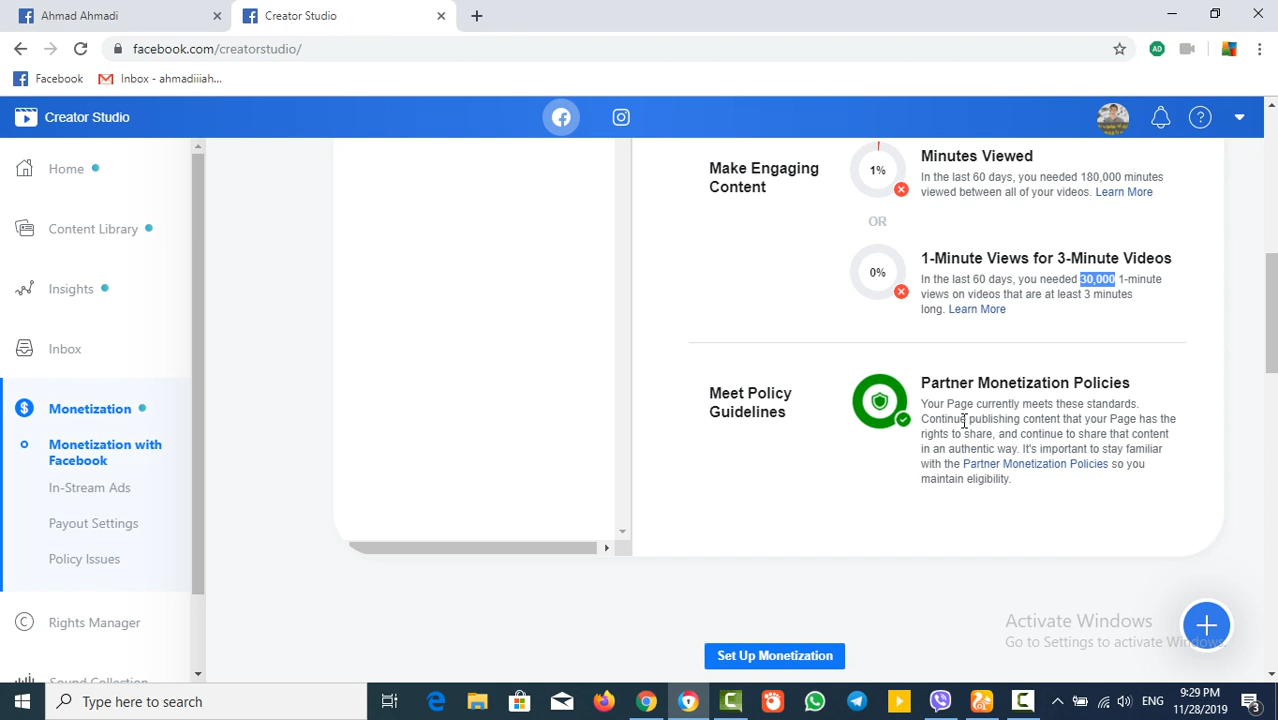 Ahmad Ahmadi
Creator Studio
facebook.com/creatorstudio/
AD
Facebook
Inbox - ahmadiiiah...
Creator Studio
Home
Content Library
Insights
Inbox
Monetization
Monetization with
Facebook
In-Stream Ads
Payout Settings
Policy Issues
Rights Manager
Sound Collection
Make Engaging
Content
1%
Minutes Viewed
In the last 60 days, you needed 180,000 minutes
viewed between all of your videos. Learn More
OR
0%
1-Minute Views for 3-Minute Videos
In the last 60 days, you needed 30,000 1-minute
views on videos that are at least 3 minutes
long. Learn More
Meet Policy
Guidelines
Partner Monetization Policies
Your Page currently meets these standards.
Continue publishing content that your Page has the
rights to share, and continue to share that content
in an authentic way. It's important to stay familiar
with the Partner Monetization Policies so you
maintain eligibility.
Set Up Monetization
Activate Windows
Go to Settings to activate Windows.
Type here to search
ENG
9:29 PM
11/28/2019
3